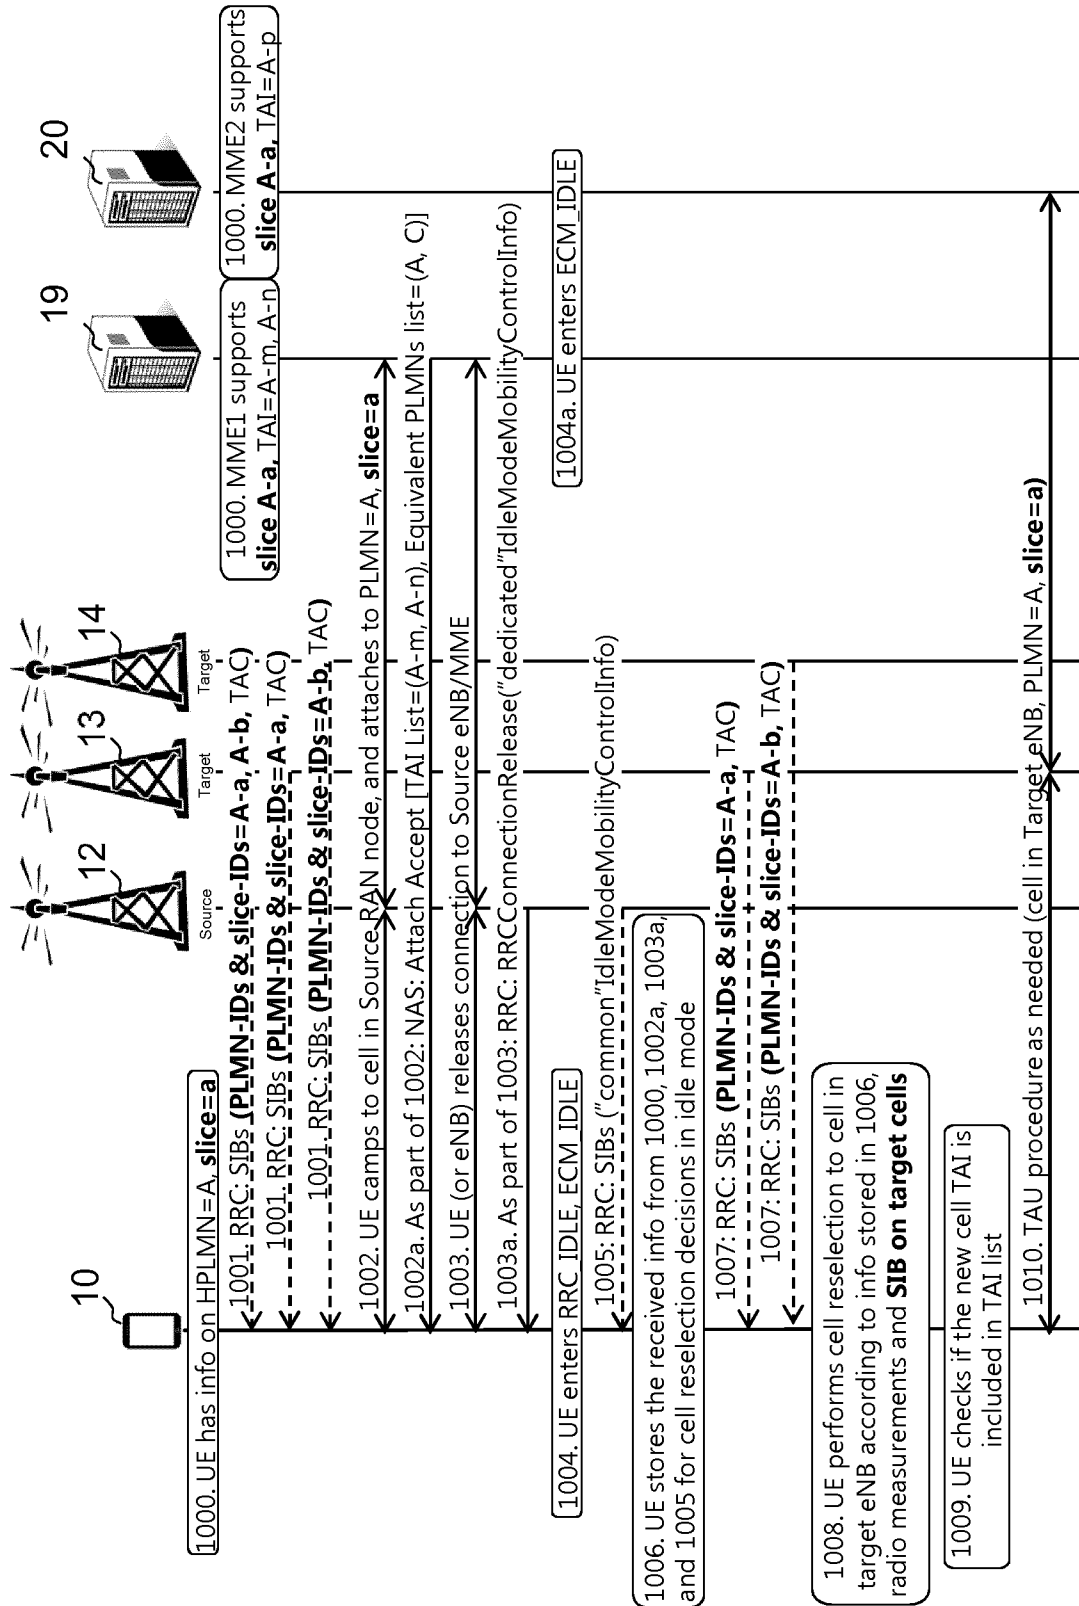 10
12
13
14
19
20
Source
Target
Target
1000. UE has info on HPLMN=A, slice=a
1000. MME1 supports
slice A-a, TAI=A-m, A-n
1000. MME2 supports
slice A-a, TAI=A-p
1001. RRC: SIBs (PLMN-IDs & slice-IDs=A-a, A-b, TAC)
1001. RRC: SIBs (PLMN-IDs & slice-IDs=A-a, TAC)
1001. RRC: SIBs (PLMN-IDs & slice-IDs=A-b, TAC)
1002. UE camps to cell in Source RAN node, and attaches to PLMN=A, slice=a
1002a. As part of 1002: NAS: Attach Accept [TAI List=(A-m, A-n), Equivalent PLMNs list=(A, C)]
1003. UE (or eNB) releases connection to Source eNB/MME
1003a. As part of 1003: RRC: RRCConnectionRelease("dedicated"IdleModeMobilityControlInfo)
1004. UE enters RRC_IDLE, ECM_IDLE
1004a. UE enters ECM_IDLE
1005: RRC: SIBs ("common"IdleModeMobilityControlInfo)
1006. UE stores the received info from 1000, 1002a, 1003a,
and 1005 for cell reselection decisions in idle mode
1007: RRC: SIBs (PLMN-IDs & slice-IDs=A-a, TAC)
1007: RRC: SIBs (PLMN-IDs & slice-IDs=A-b, TAC)
1008. UE performs cell reselection to cell in
target eNB according to info stored in 1006,
radio measurements and SIB on target cells
1009. UE checks if the new cell TAI is
included in TAI list
1010. TAU procedure as needed (cell in Target eNB, PLMN=A, slice=a)